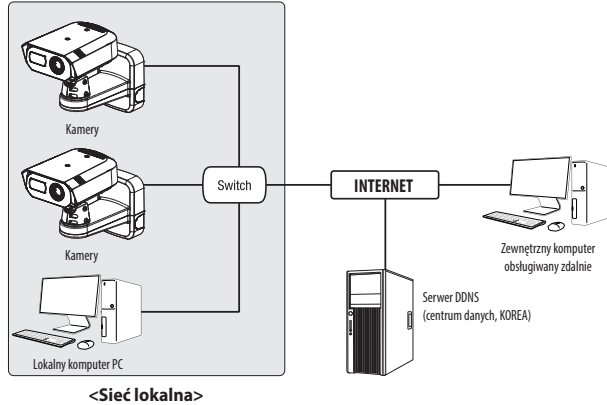 Kamery
Switch
INTERNET
Kamery
Zewnętrzny komputer
obsługiwany zdalnie
Serwer DDNS
(centrum danych, KOREA)
Lokalny komputer PC
<Sieć lokalna>